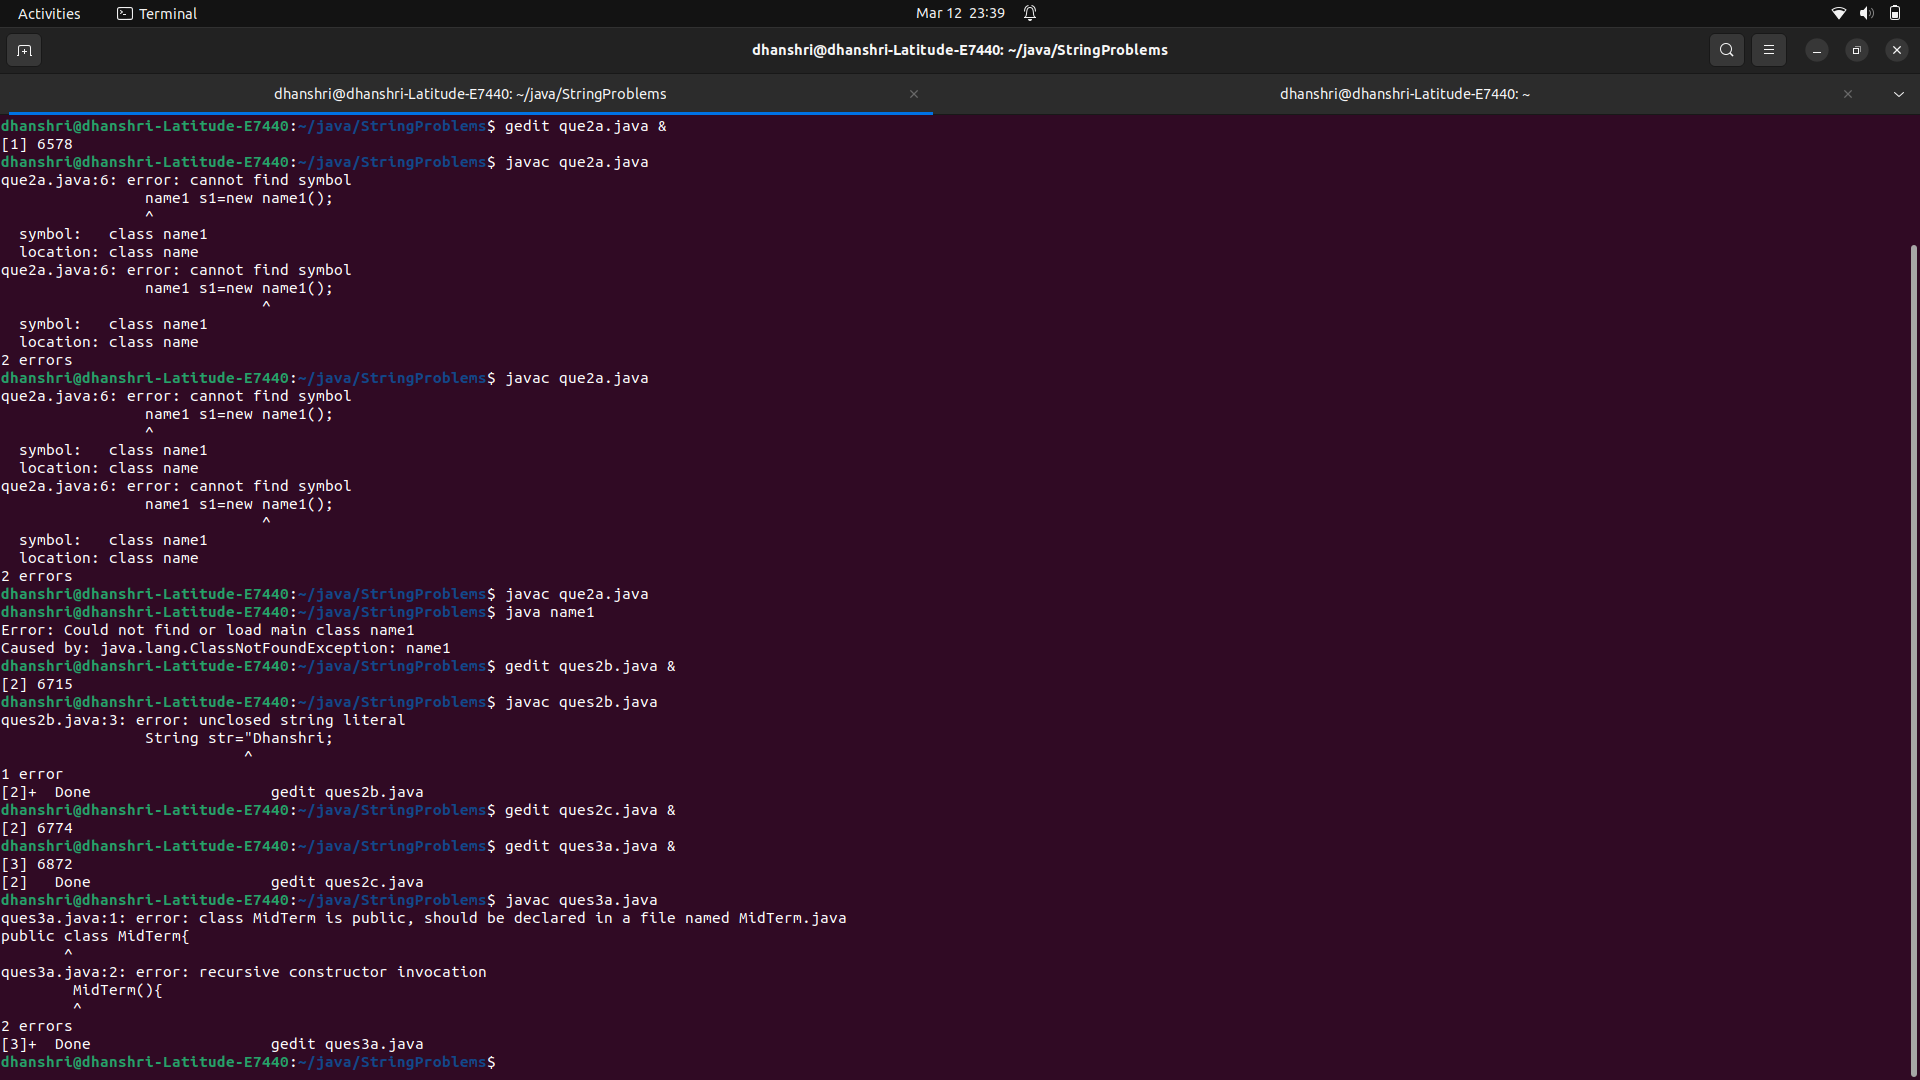 Activities
Terminal
Mar 12  23:39
dhanshri@dhanshri-Latitude-E7440: ~/java/StringProblems
dhanshri@dhanshri-Latitude-E7440: ~/java/StringProblems
dhanshri@dhanshri-Latitude-E7440: ~
dhanshri@dhanshri-Latitude-E7440:~/java/StringProblems$ gedit que2a.java &
[1] 6578
dhanshri@dhanshri-Latitude-E7440:~/java/StringProblems$ javac que2a.java
que2a.java:6: error: cannot find symbol
                name1 s1=new name1();
                ^
  symbol:   class name1
  location: class name
que2a.java:6: error: cannot find symbol
                name1 s1=new name1();
                             ^
  symbol:   class name1
  location: class name
2 errors
dhanshri@dhanshri-Latitude-E7440:~/java/StringProblems$ javac que2a.java
que2a.java:6: error: cannot find symbol
                name1 s1=new name1();
                ^
  symbol:   class name1
  location: class name
que2a.java:6: error: cannot find symbol
                name1 s1=new name1();
                             ^
  symbol:   class name1
  location: class name
2 errors
dhanshri@dhanshri-Latitude-E7440:~/java/StringProblems$ javac que2a.java
dhanshri@dhanshri-Latitude-E7440:~/java/StringProblems$ java name1
Error: Could not find or load main class name1
Caused by: java.lang.ClassNotFoundException: name1
dhanshri@dhanshri-Latitude-E7440:~/java/StringProblems$ gedit ques2b.java &
[2] 6715
dhanshri@dhanshri-Latitude-E7440:~/java/StringProblems$ javac ques2b.java
ques2b.java:3: error: unclosed string literal
                String str="Dhanshri;
                           ^
1 error
[2]+  Done                    gedit ques2b.java
dhanshri@dhanshri-Latitude-E7440:~/java/StringProblems$ gedit ques2c.java &
[2] 6774
dhanshri@dhanshri-Latitude-E7440:~/java/StringProblems$ gedit ques3a.java &
[3] 6872
[2]   Done                    gedit ques2c.java
dhanshri@dhanshri-Latitude-E7440:~/java/StringProblems$ javac ques3a.java
ques3a.java:1: error: class MidTerm is public, should be declared in a file named MidTerm.java
public class MidTerm{
       ^
ques3a.java:2: error: recursive constructor invocation
        MidTerm(){
        ^
2 errors
[3]+  Done                    gedit ques3a.java
dhanshri@dhanshri-Latitude-E7440:~/java/StringProblems$